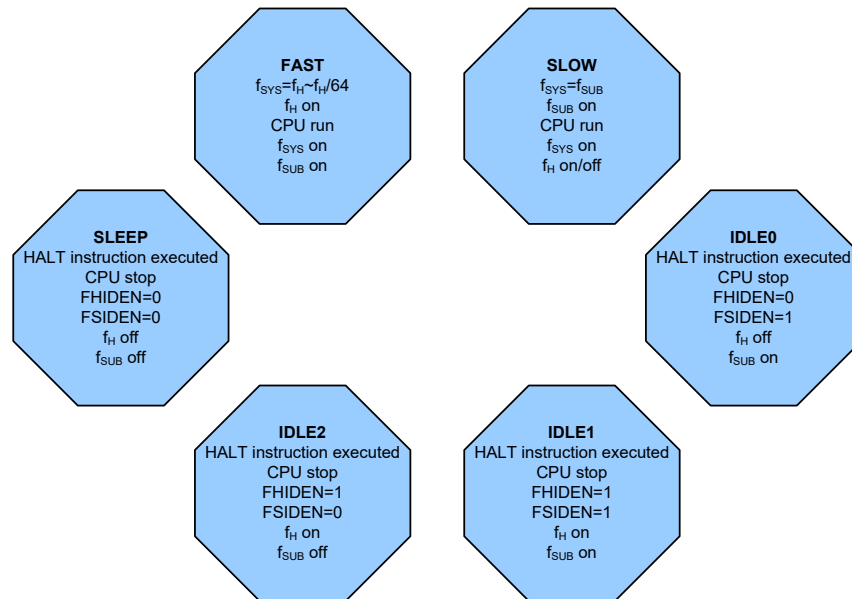 FAST
fSYS=fH~fH/64
fH on
CPU run
fSYS on
fSUB on
SLOW
fSYS=fSUB
fSUB on
CPU run
fSYS on
fH on/off
SLEEP
HALT instruction executed
CPU stop
FHIDEN=0
FSIDEN=0
fH off
fSUB off
IDLE0
HALT instruction executed
CPU stop
FHIDEN=0
FSIDEN=1
fH off
fSUB on
IDLE2
HALT instruction executed
CPU stop
FHIDEN=1
FSIDEN=0
fH on
fSUB off
IDLE1
HALT instruction executed
CPU stop
FHIDEN=1
FSIDEN=1
fH on
fSUB on